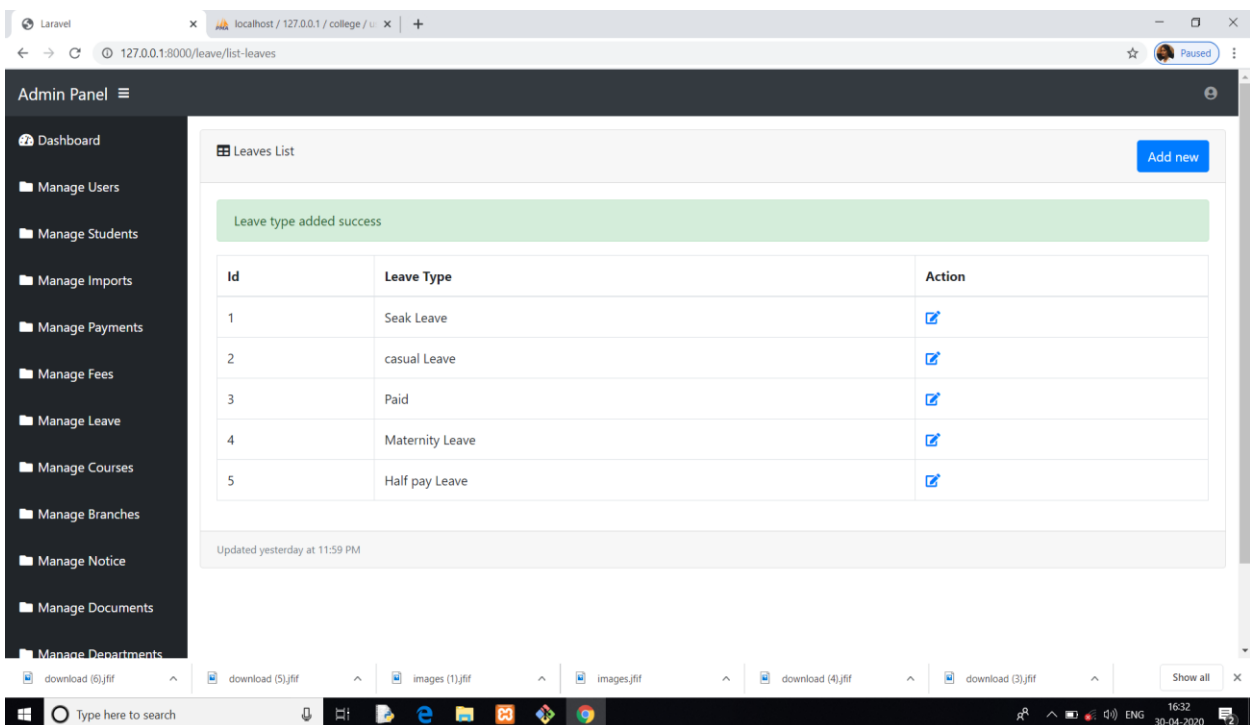 Laravel
localhost / 127.0.0.1 / college / u
127.0.0.1:8000/leave/list-leaves
Paused
Admin Panel
Dashboard
Manage Users
Manage Students
Manage Imports
Manage Payments
Manage Fees
Manage Leave
Manage Courses
Manage Branches
Manage Notice
Manage Documents
Manage Departments
Leaves List
Add new
Leave type added success
Id Leave Type Action
1 Seak Leave
2 casual Leave
3 Paid
4 Maternity Leave
5 Half pay Leave
Updated yesterday at 11:59 PM
download (6).jfif download (5).jfif images (1).jfif images.jfif download (4).jfif download (3).jfif Show all
Type here to search
ENG
16:32
30-04-2020